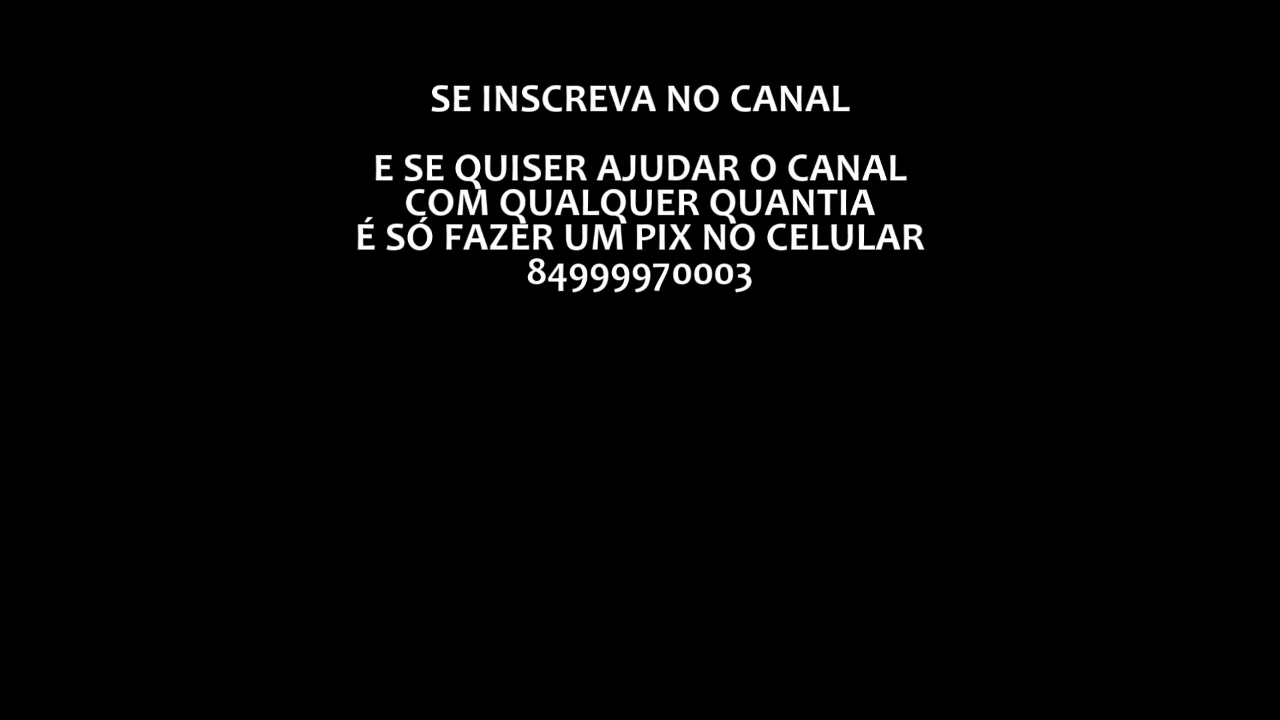 SE INSCREVA NO CANAL
E SE QUISER AJUDAR O CANAL
COM QUALQUER QUANTIA
É SÓ FAZER UM PIX NO CELULAR
84999970003